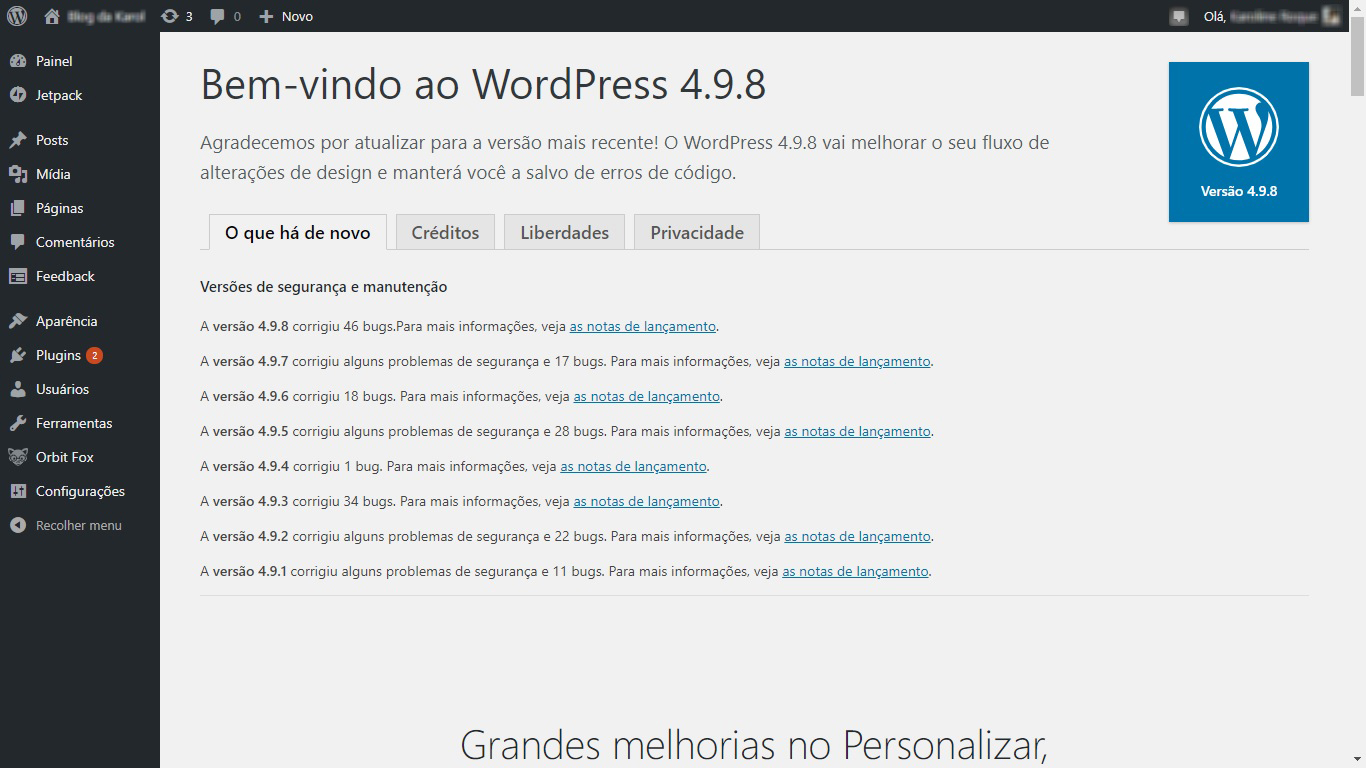 3
0
Novo
Olá,
Painel
Jetpack
Posts
Mídia
Páginas
Comentários
Feedback
Aparência
Plugins 2
Usuários
Ferramentas
Orbit Fox
Configurações
Recolher menu
Bem-vindo ao WordPress 4.9.8
Agradecemos por atualizar para a versão mais recente! O WordPress 4.9.8 vai melhorar o seu fluxo de
alterações de design e manterá você a salvo de erros de código.
Versão 4.9.8
O que há de novo
Créditos
Liberdades
Privacidade
Versões de segurança e manutenção
A versão 4.9.8 corrigiu 46 bugs.Para mais informações, veja as notas de lançamento.
A versão 4.9.7 corrigiu alguns problemas de segurança e 17 bugs. Para mais informações, veja as notas de lançamento.
A versão 4.9.6 corrigiu 18 bugs. Para mais informações, veja as notas de lançamento.
A versão 4.9.5 corrigiu alguns problemas de segurança e 28 bugs. Para mais informações, veja as notas de lançamento.
A versão 4.9.4 corrigiu 1 bug. Para mais informações, veja as notas de lançamento.
A versão 4.9.3 corrigiu 34 bugs. Para mais informações, veja as notas de lançamento.
A versão 4.9.2 corrigiu alguns problemas de segurança e 22 bugs. Para mais informações, veja as notas de lançamento.
A versão 4.9.1 corrigiu alguns problemas de segurança e 11 bugs. Para mais informações, veja as notas de lançamento.
Grandes melhorias no Personalizar,